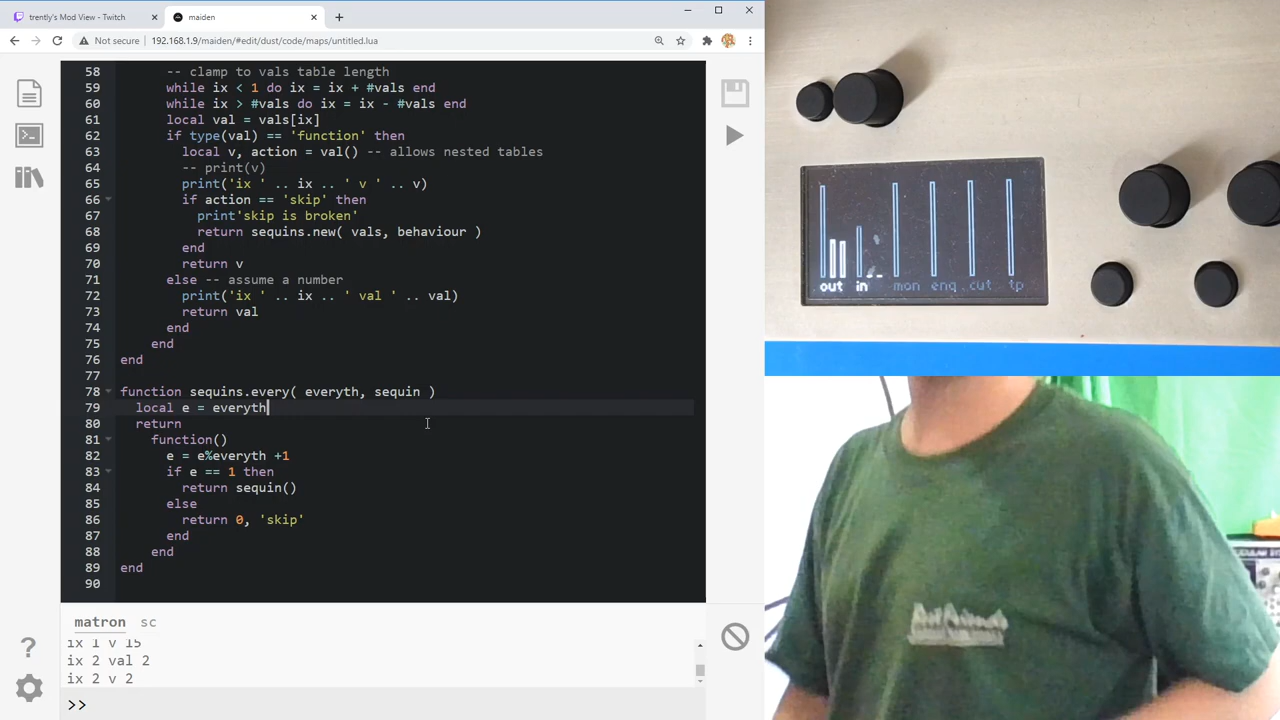 trently's Mod View - Twitch
maiden
Not secure
192.168.1.9/maiden/#edit/dust/code/maps/untitled.lua
58 -- clamp to vals table length
59 while ix < 1 do ix = ix + #vals end
60 while ix > #vals do ix = ix - #vals end
61 local val = vals[ix]
62 if type(val) == 'function' then
63 local v, action = val() -- allows nested tables
64 -- print(v)
65 print('ix ' .. ix .. ' v ' .. v)
66 if action == 'skip' then
67 print'skip is broken'
68 return sequins.new( vals, behaviour )
69 end
70 return v
71 else -- assume a number
72 print('ix ' .. ix .. ' val ' .. val)
73 return val
74 end
75 end
76 end
77
78 function sequins.every( everyth, sequin )
79 local e = everyth
80 return
81 function()
82 e = e%everyth +1
83 if e == 1 then
84 return sequin()
85 else
86 return 0, 'skip'
87 end
88 end
89 end
90
matron sc
ix 1 v 15
ix 2 val 2
ix 2 v 2
>>
out in mon enq cut tp